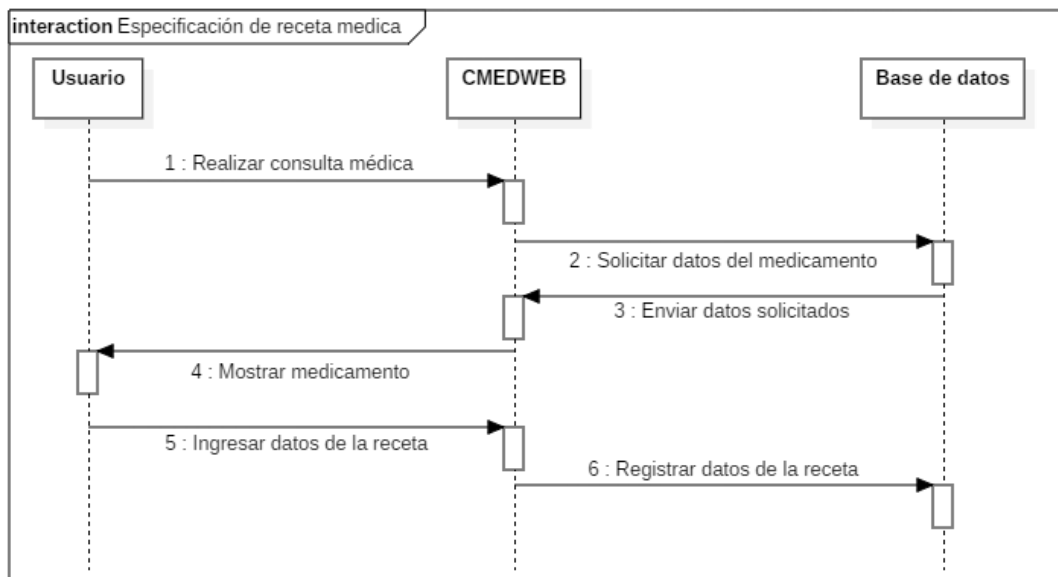 interaction Especificación de receta medica
Usuario
CMEDWEB
Base de datos
1 : Realizar consulta médica
2 : Solicitar datos del medicamento
3 : Enviar datos solicitados
4 : Mostrar medicamento
5 : Ingresar datos de la receta
6 : Registrar datos de la receta